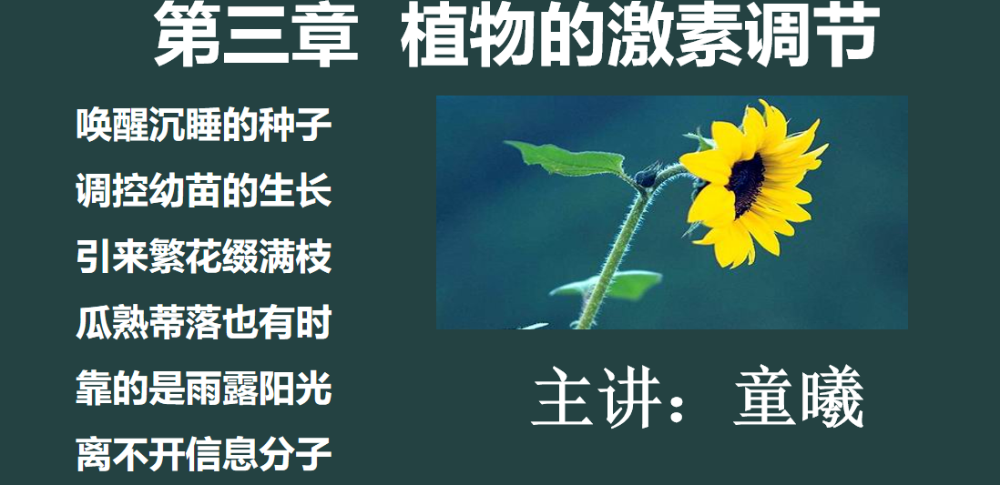 第三章 植物的激素调节
唤醒沉睡的种子
调控幼苗的生长
引来繁花缀满枝
瓜熟蒂落也有时
靠的是雨露阳光
离不开信息分子
主讲：童曦